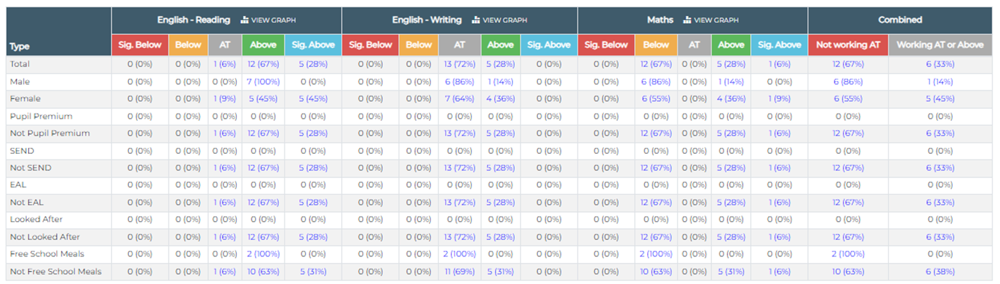 English - Reading VIEW GRAPH English - Writing VIEW GRAPH Maths VIEW GRAPH Combined
Type Sig. Below Below AT Above Sig. Above Sig. Below Below AT Above Sig. Above Sig. Below Below AT Above Sig. Above Not working AT Working AT or Above
Total 0 (0%) 0 (0%) 1 (6%) 12 (67%) 5 (28%) 0 (0%) 0 (0%) 13 (72%) 5 (28%) 0 (0%) 0 (0%) 12 (67%) 0 (0%) 5 (28%) 1 (6%) 12 (67%) 6 (33%)
Male 0 (0%) 0 (0%) 0 (0%) 7 (100%) 0 (0%) 0 (0%) 0 (0%) 6 (86%) 1 (14%) 0 (0%) 0 (0%) 6 (86%) 0 (0%) 1 (14%) 0 (0%) 6 (86%) 1 (14%)
Female 0 (0%) 0 (0%) 1 (9%) 5 (45%) 5 (45%) 0 (0%) 0 (0%) 7 (64%) 4 (36%) 0 (0%) 0 (0%) 6 (55%) 0 (0%) 4 (36%) 1 (9%) 6 (55%) 5 (45%)
Pupil Premium 0 (0%) 0 (0%) 0 (0%) 0 (0%) 0 (0%) 0 (0%) 0 (0%) 0 (0%) 0 (0%) 0 (0%) 0 (0%) 0 (0%) 0 (0%) 0 (0%) 0 (0%) 0 (0%) 0 (0%)
Not Pupil Premium 0 (0%) 0 (0%) 1 (6%) 12 (67%) 5 (28%) 0 (0%) 0 (0%) 13 (72%) 5 (28%) 0 (0%) 0 (0%) 12 (67%) 0 (0%) 5 (28%) 1 (6%) 12 (67%) 6 (33%)
SEND 0 (0%) 0 (0%) 0 (0%) 0 (0%) 0 (0%) 0 (0%) 0 (0%) 0 (0%) 0 (0%) 0 (0%) 0 (0%) 0 (0%) 0 (0%) 0 (0%) 0 (0%) 0 (0%) 0 (0%)
Not SEND 0 (0%) 0 (0%) 1 (6%) 12 (67%) 5 (28%) 0 (0%) 0 (0%) 13 (72%) 5 (28%) 0 (0%) 0 (0%) 12 (67%) 0 (0%) 5 (28%) 1 (6%) 12 (67%) 6 (33%)
EAL 0 (0%) 0 (0%) 0 (0%) 0 (0%) 0 (0%) 0 (0%) 0 (0%) 0 (0%) 0 (0%) 0 (0%) 0 (0%) 0 (0%) 0 (0%) 0 (0%) 0 (0%) 0 (0%) 0 (0%)
Not EAL 0 (0%) 0 (0%) 1 (6%) 12 (67%) 5 (28%) 0 (0%) 0 (0%) 13 (72%) 5 (28%) 0 (0%) 0 (0%) 12 (67%) 0 (0%) 5 (28%) 1 (6%) 12 (67%) 6 (33%)
Looked After 0 (0%) 0 (0%) 0 (0%) 0 (0%) 0 (0%) 0 (0%) 0 (0%) 0 (0%) 0 (0%) 0 (0%) 0 (0%) 0 (0%) 0 (0%) 0 (0%) 0 (0%) 0 (0%) 0 (0%)
Not Looked After 0 (0%) 0 (0%) 1 (6%) 12 (67%) 5 (28%) 0 (0%) 0 (0%) 13 (72%) 5 (28%) 0 (0%) 0 (0%) 12 (67%) 0 (0%) 5 (28%) 1 (6%) 12 (67%) 6 (33%)
Free School Meals 0 (0%) 0 (0%) 0 (0%) 2 (100%) 0 (0%) 0 (0%) 0 (0%) 2 (100%) 0 (0%) 0 (0%) 0 (0%) 2 (100%) 0 (0%) 0 (0%) 0 (0%) 2 (100%) 0 (0%)
Not Free School Meals 0 (0%) 0 (0%) 1 (6%) 10 (63%) 5 (31%) 0 (0%) 0 (0%) 11 (69%) 5 (31%) 0 (0%) 0 (0%) 10 (63%) 0 (0%) 5 (31%) 1 (6%) 10 (63%) 6 (38%)